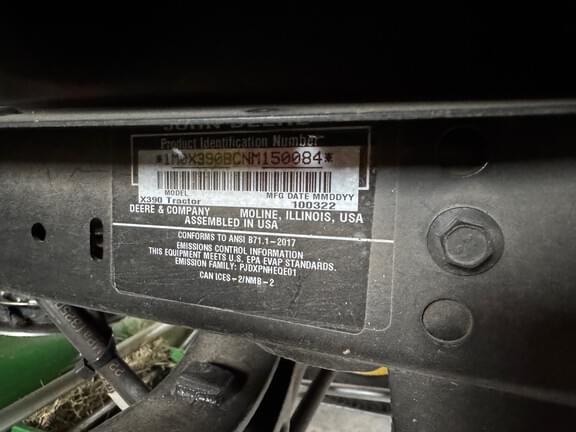 JOHN DEERE
Product Identification Number
*1M0X390BCNM150084*
MODEL MFG DATE MMDDYY
X390 Tractor 100322
DEERE & COMPANY MOLINE, ILLINOIS, USA
ASSEMBLED IN USA
CONFORMS TO ANSI B71.1-2017
EMISSIONS CONTROL INFORMATION
THIS EQUIPMENT MEETS U.S. EPA EVAP STANDARDS.
EMISSION FAMILY: PJDXPNHEQE01
CAN ICES-2/NMB-2